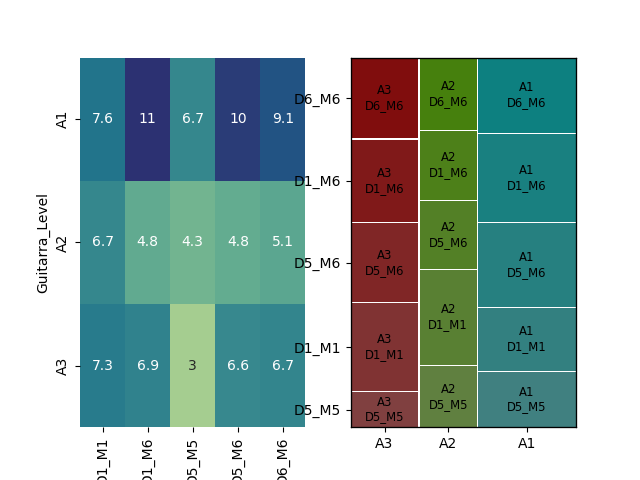 Guitarra_Level
A1
7.6 11 6.7 10 9.1
A2
6.7 4.8 4.3 4.8 5.1
A3
7.3 6.9 3 6.6 6.7
D1_M1 D1_M6 D5_M5 D5_M6 D6_M6
D6_M6
D1_M6
D5_M6
D1_M1
D5_M5
A3
D6_M6
A2
D6_M6
A1
D6_M6
A3
D1_M6
A2
D1_M6
A1
D1_M6
A3
D5_M6
A2
D5_M6
A1
D5_M6
A3
D1_M1
A2
D1_M1
A1
D1_M1
A3
D5_M5
A2
D5_M5
A1
D5_M5
A3 A2 A1